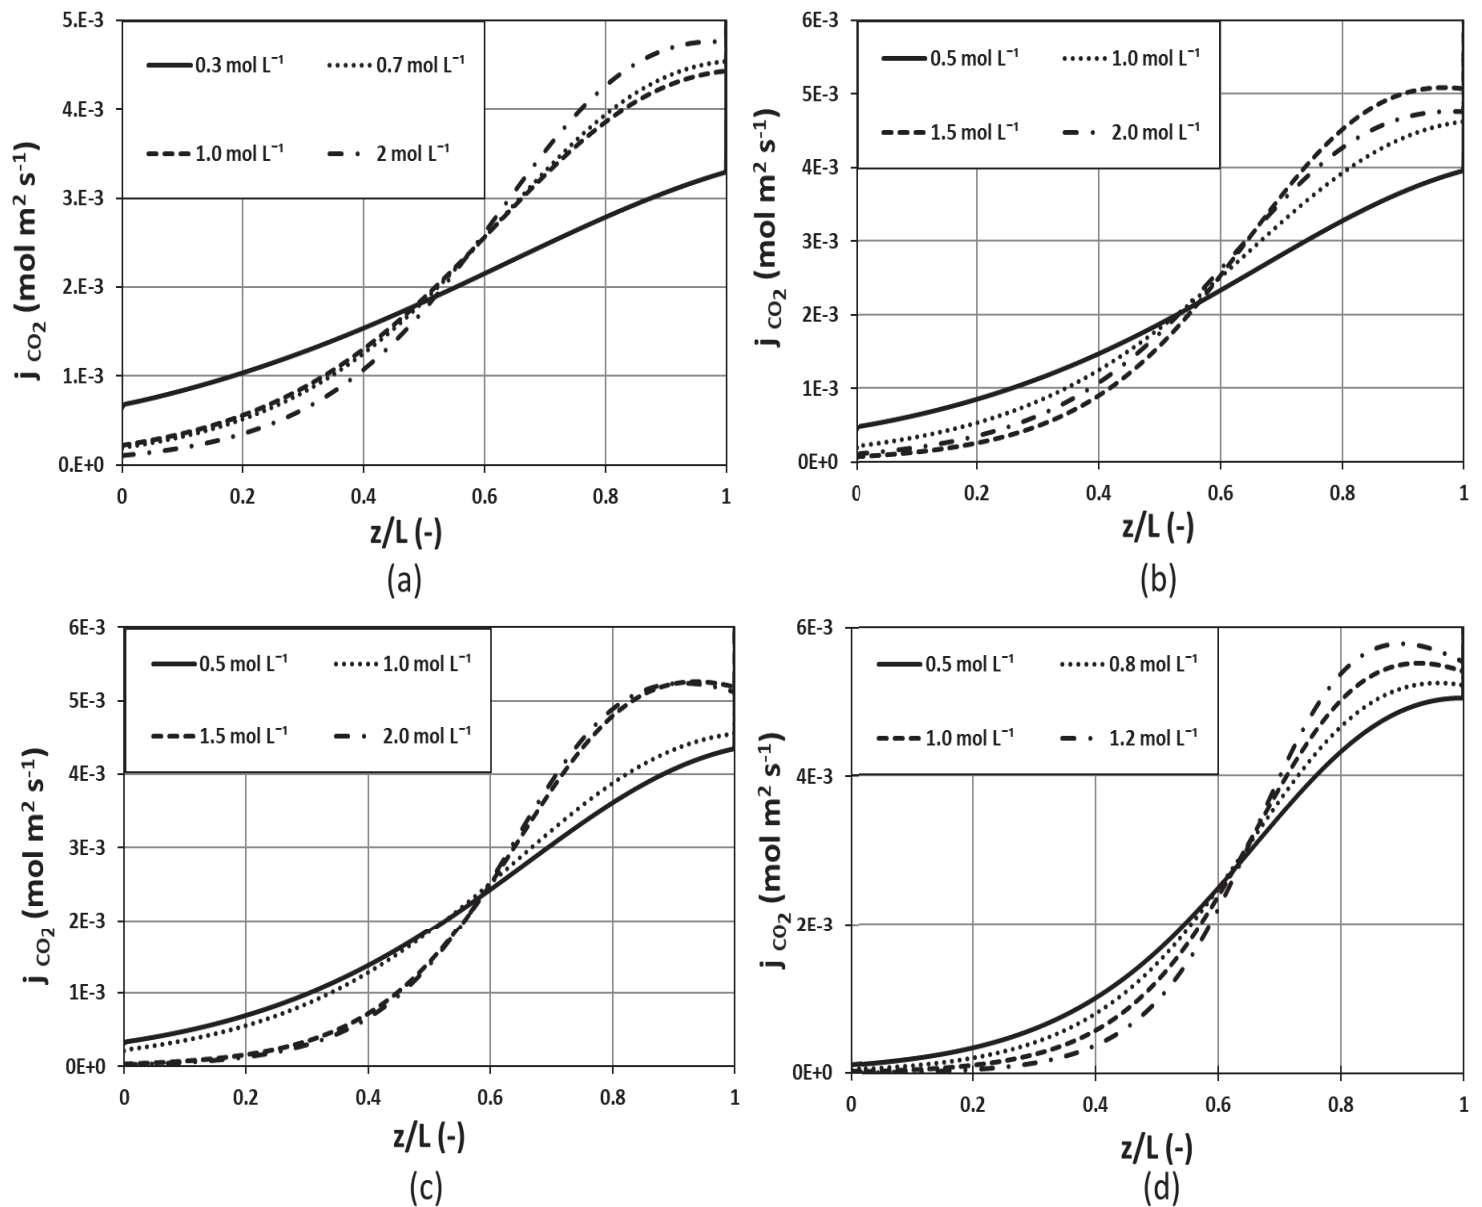 5.E-3
4.E-3
3.E-3
2.E-3
1.E-3
0.E+0
0.3 mol L⁻¹
0.7 mol L⁻¹
1.0 mol L⁻¹
2 mol L⁻¹
j CO₂ (mol m² s⁻¹)
0 0.2 0.4 0.6 0.8 1
z/L (-)
(a)
6E-3
5E-3
4E-3
3E-3
2E-3
1E-3
0E+0
0.5 mol L⁻¹
1.0 mol L⁻¹
1.5 mol L⁻¹
2.0 mol L⁻¹
j CO₂ (mol m² s⁻¹)
0 0.2 0.4 0.6 0.8 1
z/L (-)
(b)
6E-3
5E-3
4E-3
3E-3
2E-3
1E-3
0E+0
0.5 mol L⁻¹
1.0 mol L⁻¹
1.5 mol L⁻¹
2.0 mol L⁻¹
j CO₂ (mol m² s⁻¹)
0 0.2 0.4 0.6 0.8 1
z/L (-)
(c)
6E-3
4E-3
2E-3
0E+0
0.5 mol L⁻¹
0.8 mol L⁻¹
1.0 mol L⁻¹
1.2 mol L⁻¹
j CO₂ (mol m² s⁻¹)
0 0.2 0.4 0.6 0.8 1
z/L (-)
(d)